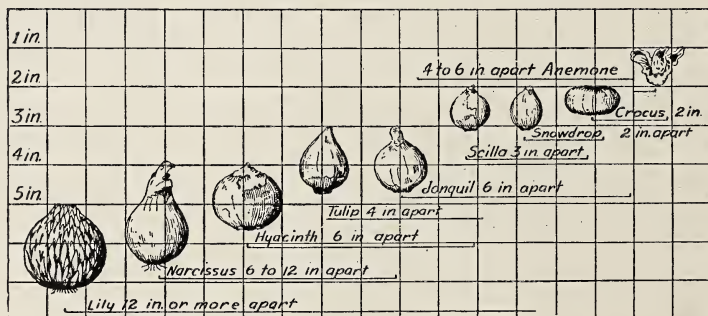 1 in.
2 in.
3 in.
4 in.
5 in.
4 to 6 in apart Anemone
Crocus, 2 in.
Snowdrop 2 in. apart
Scilla 3 in apart
Jonquil 6 in apart
Tulip 4 in apart
Hyacinth 6 in apart
Narcissus 6 to 12 in apart
Lily 12 in. or more apart